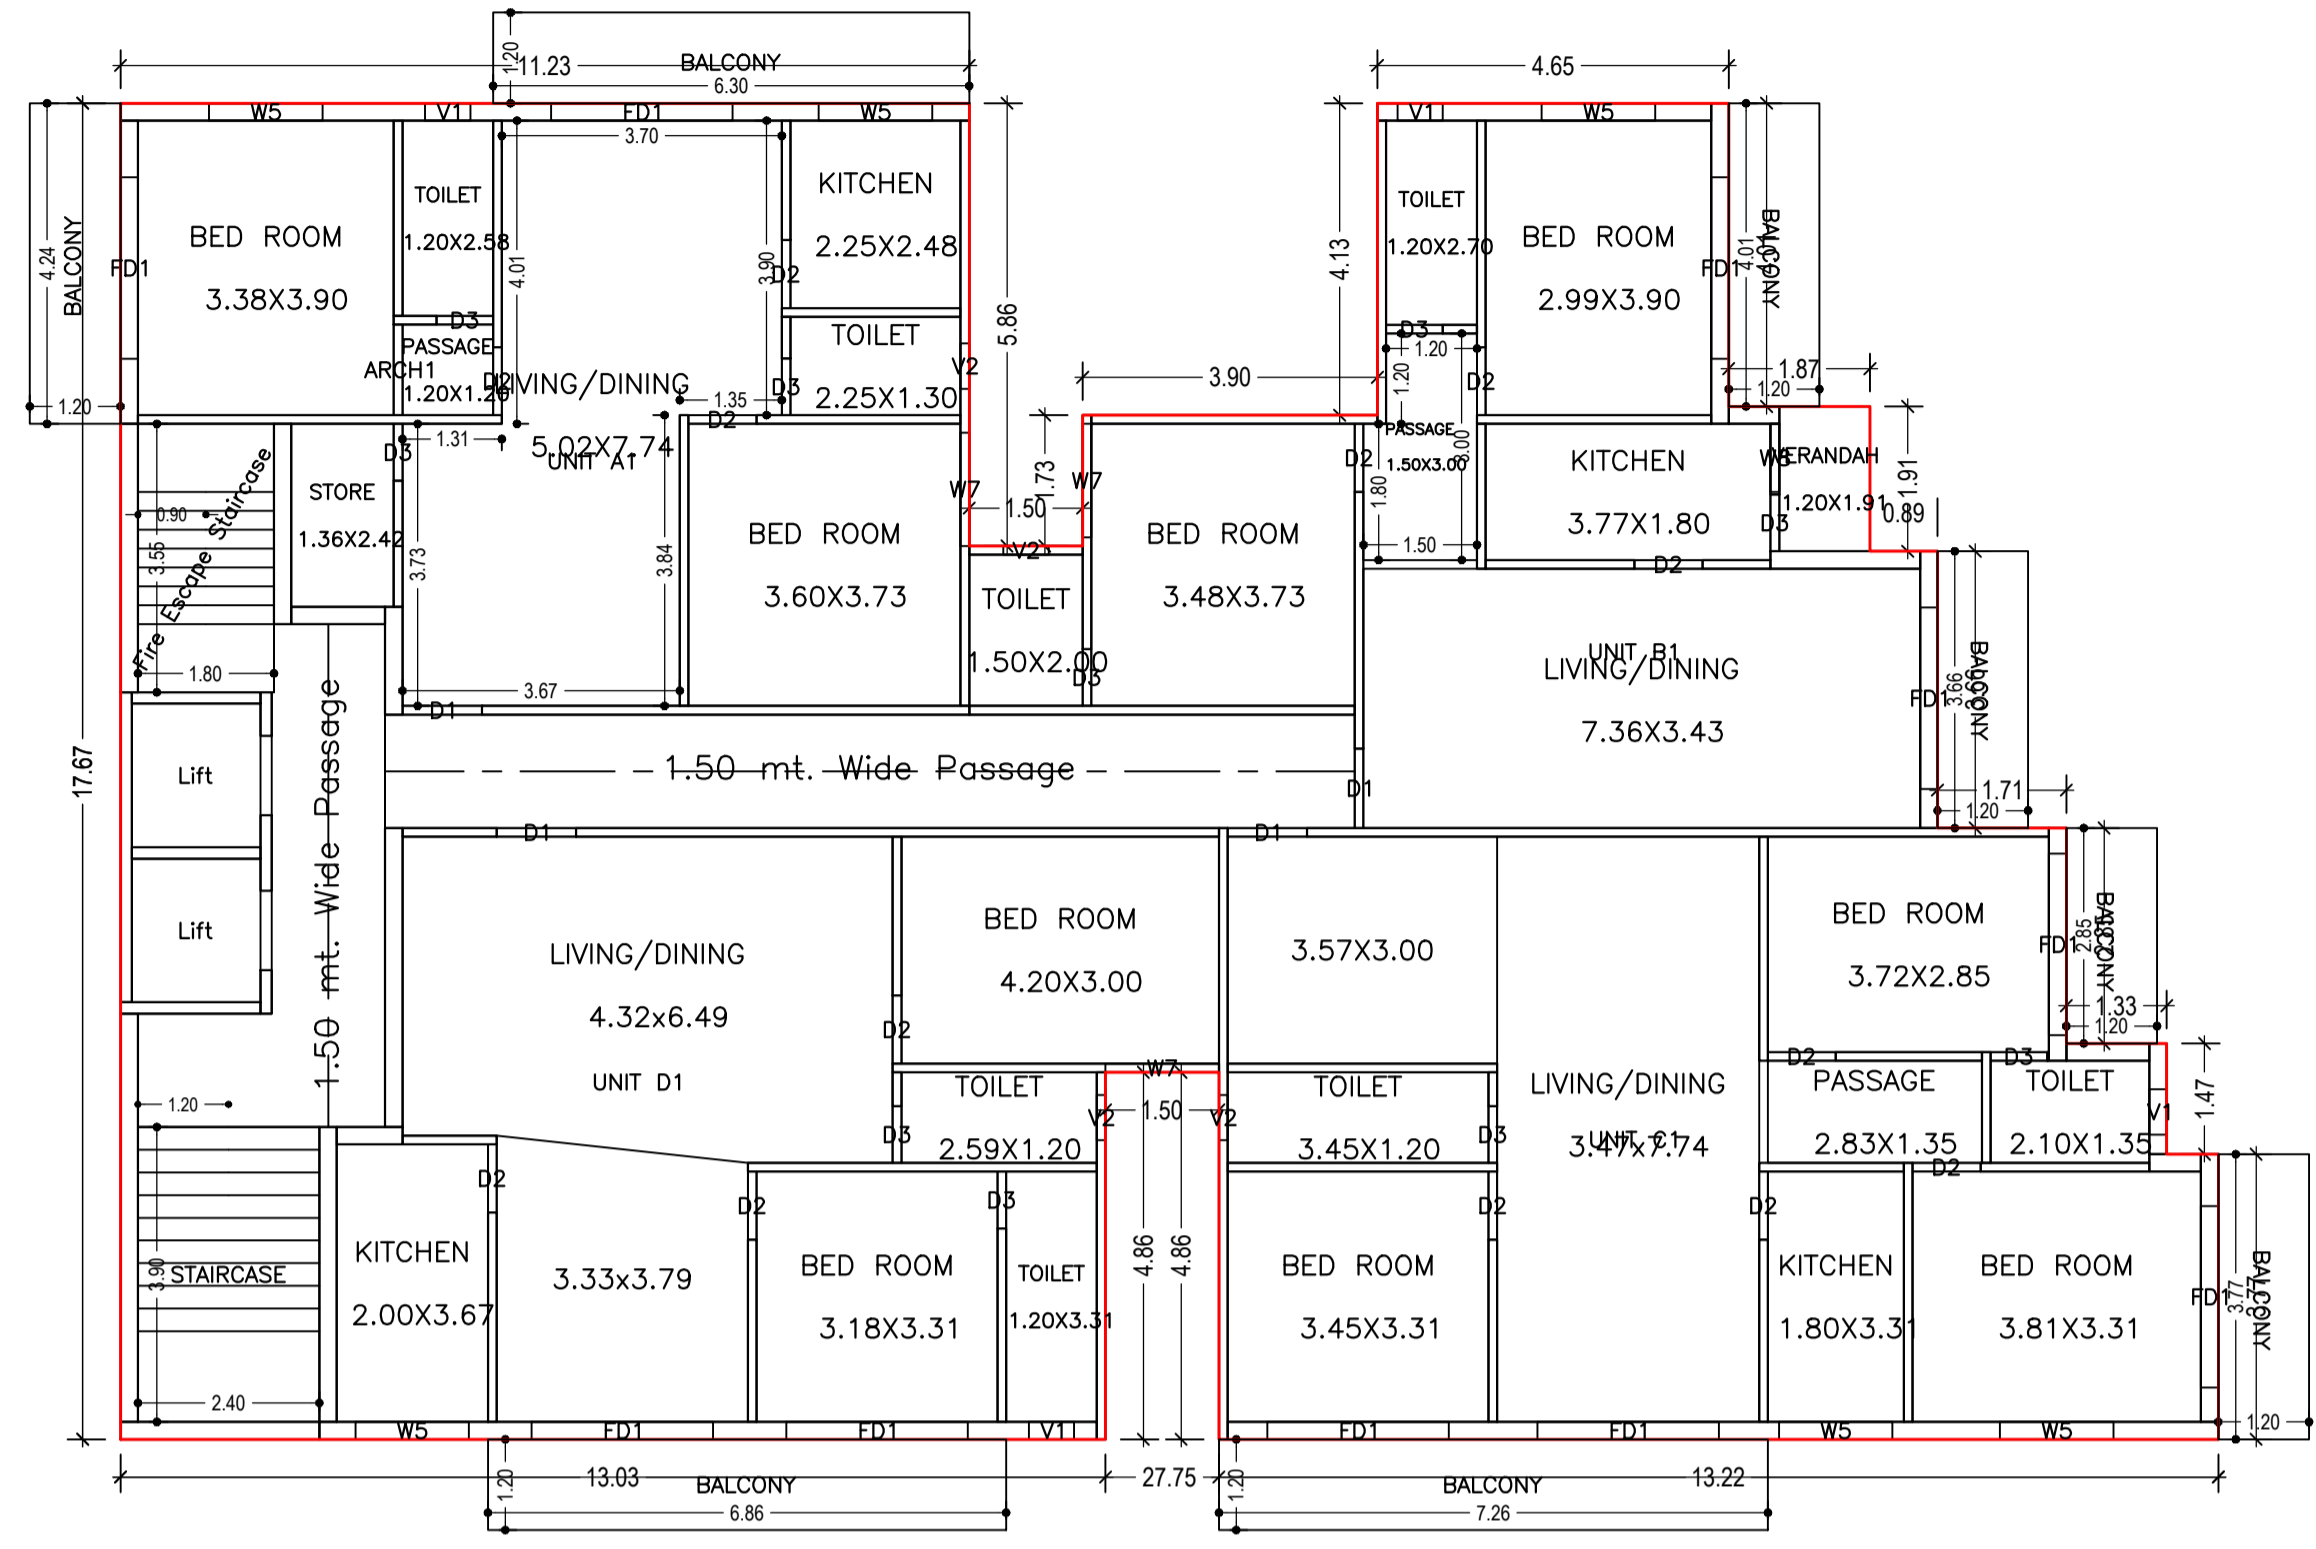 1.20
BALCONY
11.23
6.30
4.65
W5
V1
FD1
W5
V1
W5
3.70
4.24
BALCONY
FD1
BED ROOM
3.38X3.90
TOILET
1.20X2.58
4.01
3.90
D2
KITCHEN
2.25X2.48
5.86
4.13
TOILET
1.20X2.70
BED ROOM
2.99X3.90
FD1
4.01
BALCONY
D3
PASSAGE
ARCH1
1.20X1.20
D2
LIVING/DINING
5.02X7.74
UNIT A1
TOILET
2.25X1.30
D3
V2
1.35
D2
1.20
3.90
D3
1.20
1.20
D2
1.87
1.20
1.31
D3
STORE
1.36X2.42
0.90
3.55
Fire Escape Staircase
1.80
3.73
3.84
3.67
D1
BED ROOM
3.60X3.73
W7
1.50
1.73
V2
TOILET
1.50X2.00
D3
W7
BED ROOM
3.48X3.73
D2
PASSAGE
1.50X3.00
3.00
1.80
1.50
KITCHEN
3.77X1.80
D2
VERANDAH
1.20X1.91
D3
1.91
0.89
UNIT B1
LIVING/DINING
7.36X3.43
FD1
3.66
BALCONY
1.71
1.20
17.67
Lift
Lift
1.50 mt. Wide Passage
1.50 mt. Wide Passage
D1
D1
D1
LIVING/DINING
4.32x6.49
UNIT D1
BED ROOM
4.20X3.00
D2
3.57X3.00
BED ROOM
3.72X2.85
FD1
2.85
BALCONY
1.33
1.20
W7
TOILET
2.59X1.20
D3
V2
1.50
V2
TOILET
3.45X1.20
D3
LIVING/DINING
3.47x7.74
UNIT C1
D2
PASSAGE
2.83X1.35
D3
TOILET
2.10X1.35
V1
1.47
D2
1.20
3.90
STAIRCASE
2.40
KITCHEN
2.00X3.67
D2
3.33x3.79
D2
BED ROOM
3.18X3.31
D3
TOILET
1.20X3.31
4.86
4.86
BED ROOM
3.45X3.31
D2
D2
KITCHEN
1.80X3.31
BED ROOM
3.81X3.31
FD1
3.77
BALCONY
1.20
W5
FD1
FD1
V1
FD1
FD1
W5
W5
13.03
27.75
13.22
1.20
BALCONY
6.86
1.20
BALCONY
7.26